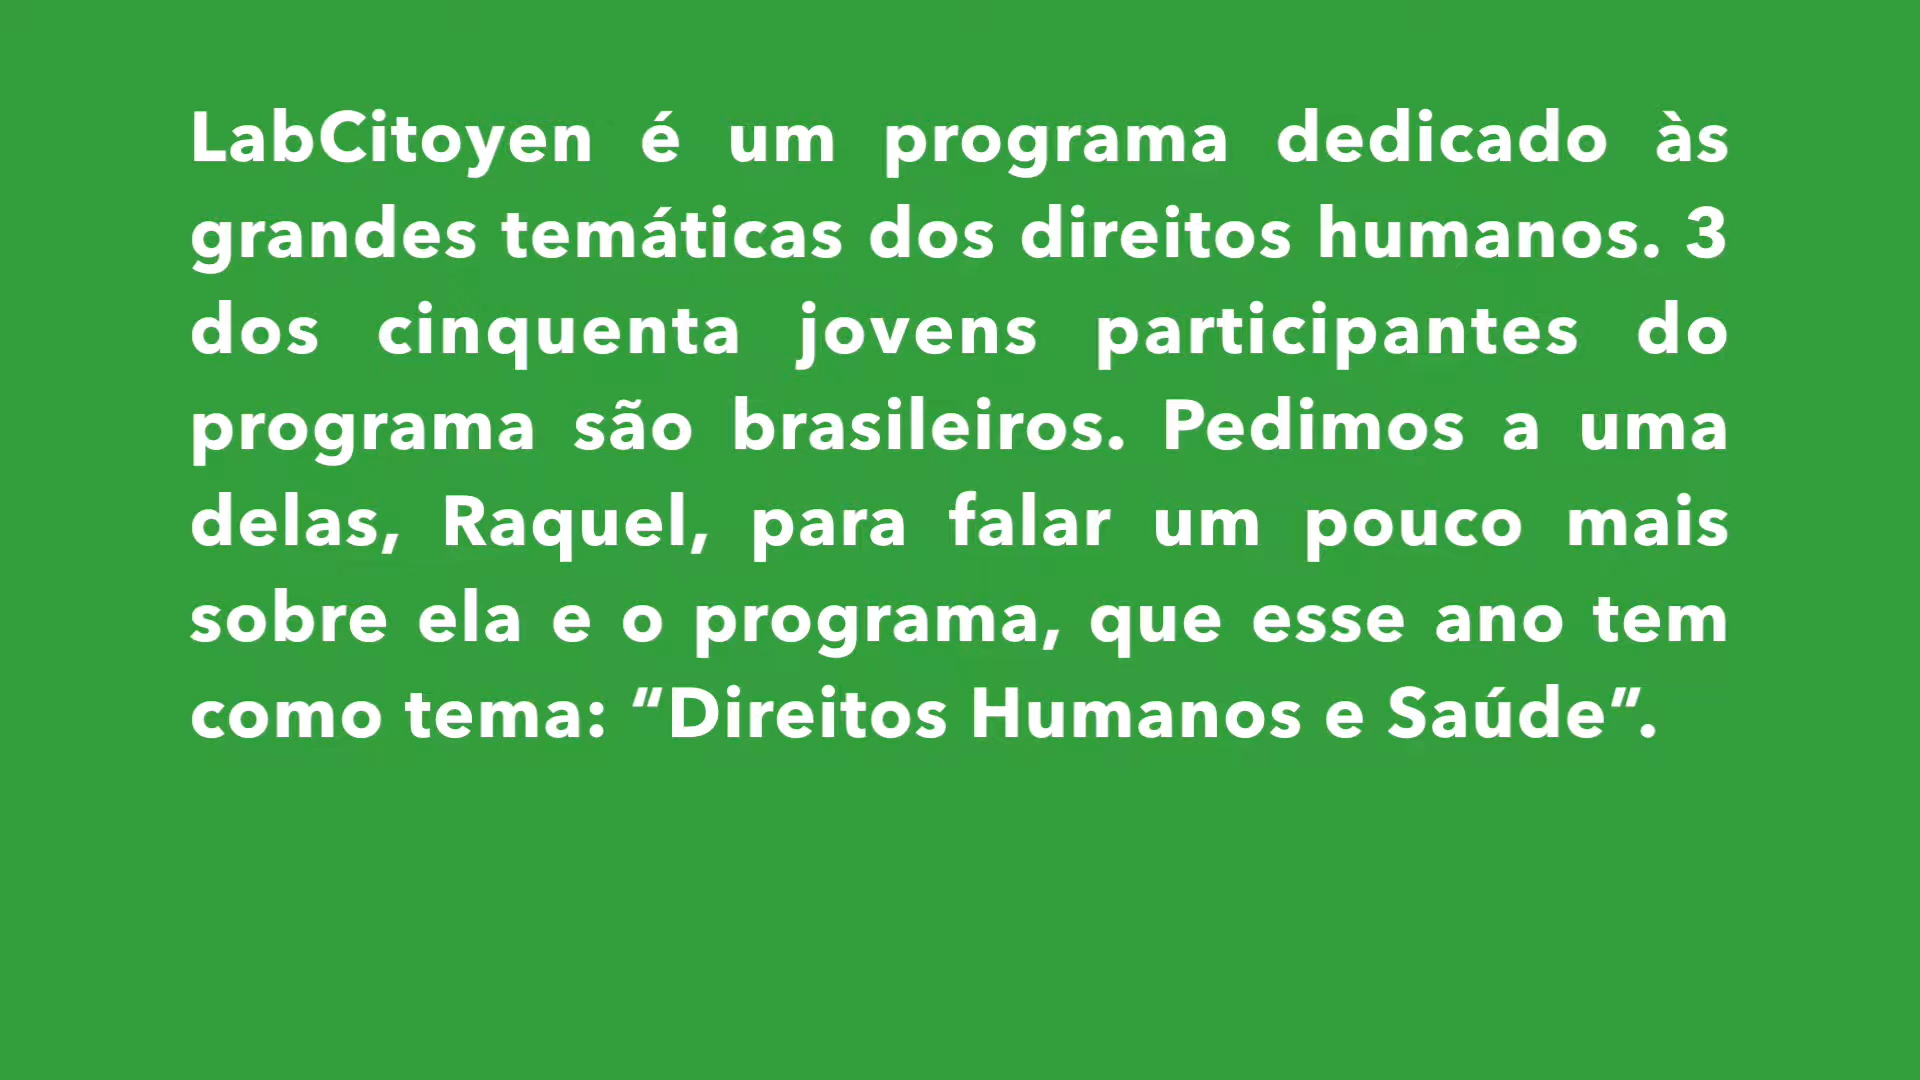 LabCitoyen é um programa dedicado às
grandes temáticas dos direitos humanos. 3
dos cinquenta jovens participantes do
programa são brasileiros. Pedimos a uma
delas, Raquel, para falar um pouco mais
sobre ela e o programa, que esse ano tem
como tema: “Direitos Humanos e Saúde”.